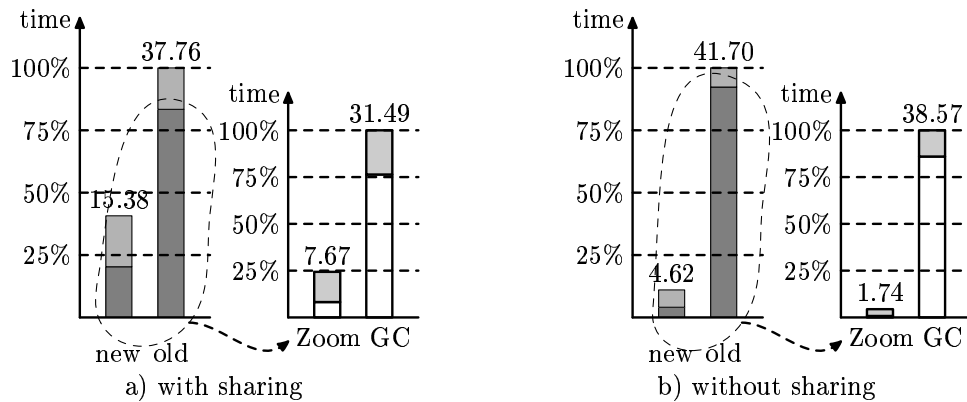 time
37.76
100%
75%
50%
25%
15.38
new old
time
31.49
100%
75%
50%
25%
7.67
Zoom GC
a) with sharing
time
41.70
100%
75%
50%
25%
4.62
new old
time
38.57
100%
75%
50%
25%
1.74
Zoom GC
b) without sharing